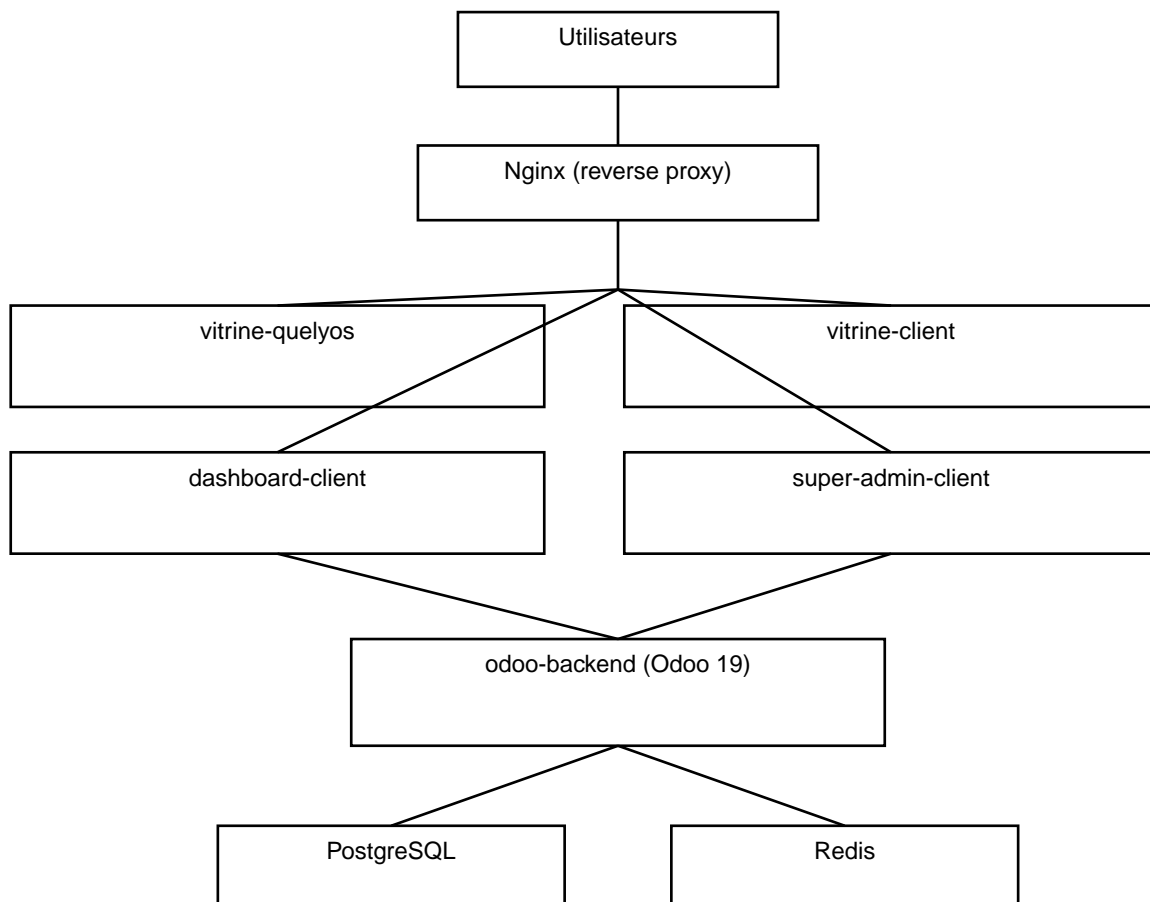 Utilisateurs
Nginx (reverse proxy)
vitrine-quelyos
vitrine-client
dashboard-client
super-admin-client
odoo-backend (Odoo 19)
PostgreSQL
Redis